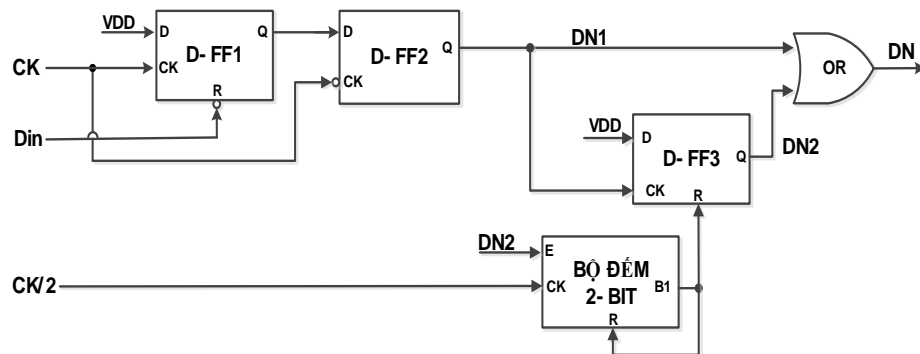 VDD
D
Q
D- FF1
CK
CK
R
Din
D
Q
D- FF2
CK
DN1
OR
DN
VDD
D
Q
D- FF3
DN2
CK
R
DN2
E
BỘ ĐẾM
2- BIT
CK/2
CK
B1
R